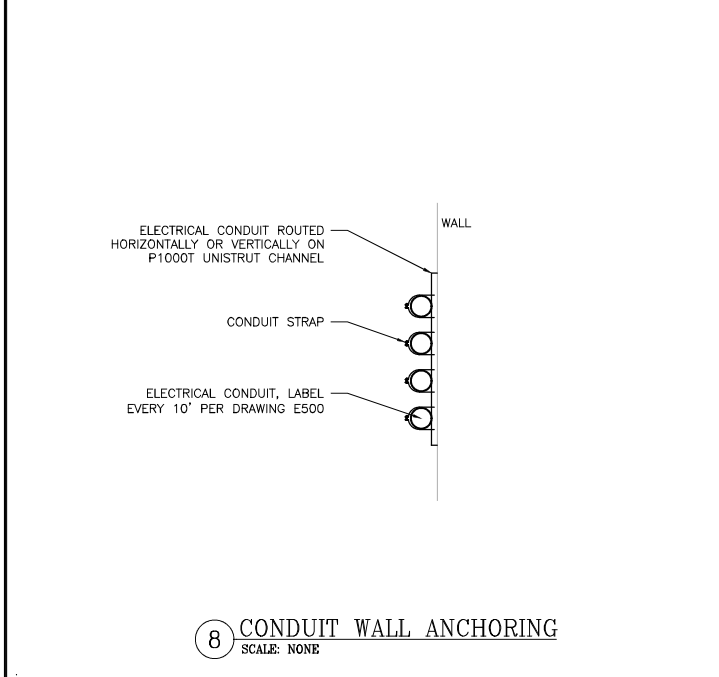 WALL
ELECTRICAL CONDUIT ROUTED
HORIZONTALLY OR VERTICALLY ON
P1000T UNISTRUT CHANNEL
CONDUIT STRAP
ELECTRICAL CONDUIT, LABEL
EVERY 10' PER DRAWING E500
8 CONDUIT WALL ANCHORING
SCALE: NONE